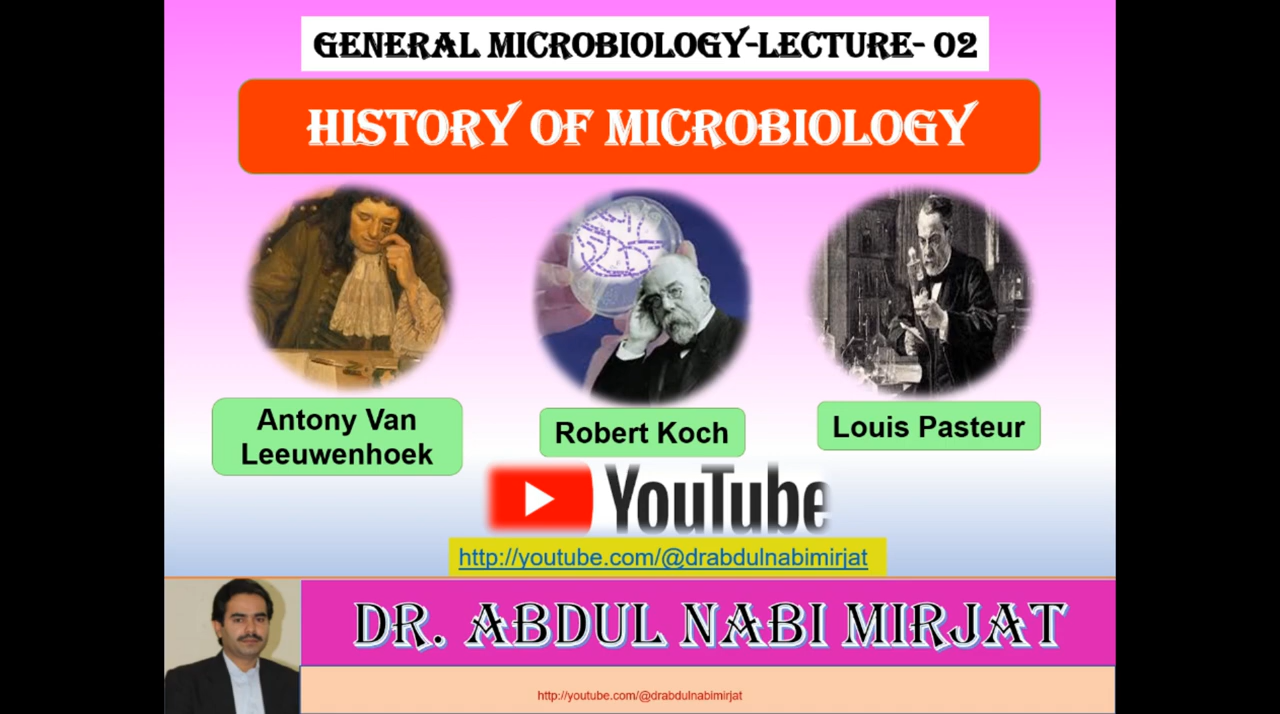 GENERAL MICROBIOLOGY-LECTURE- 02
HISTORY OF MICROBIOLOGY
Antony Van
Leeuwenhoek
Robert Koch
Louis Pasteur
YouTube
http://youtube.com/@drabdulnabimirjat
DR. ABDUL NABI MIRJAT
http://youtube.com/@drabdulnabimirjat